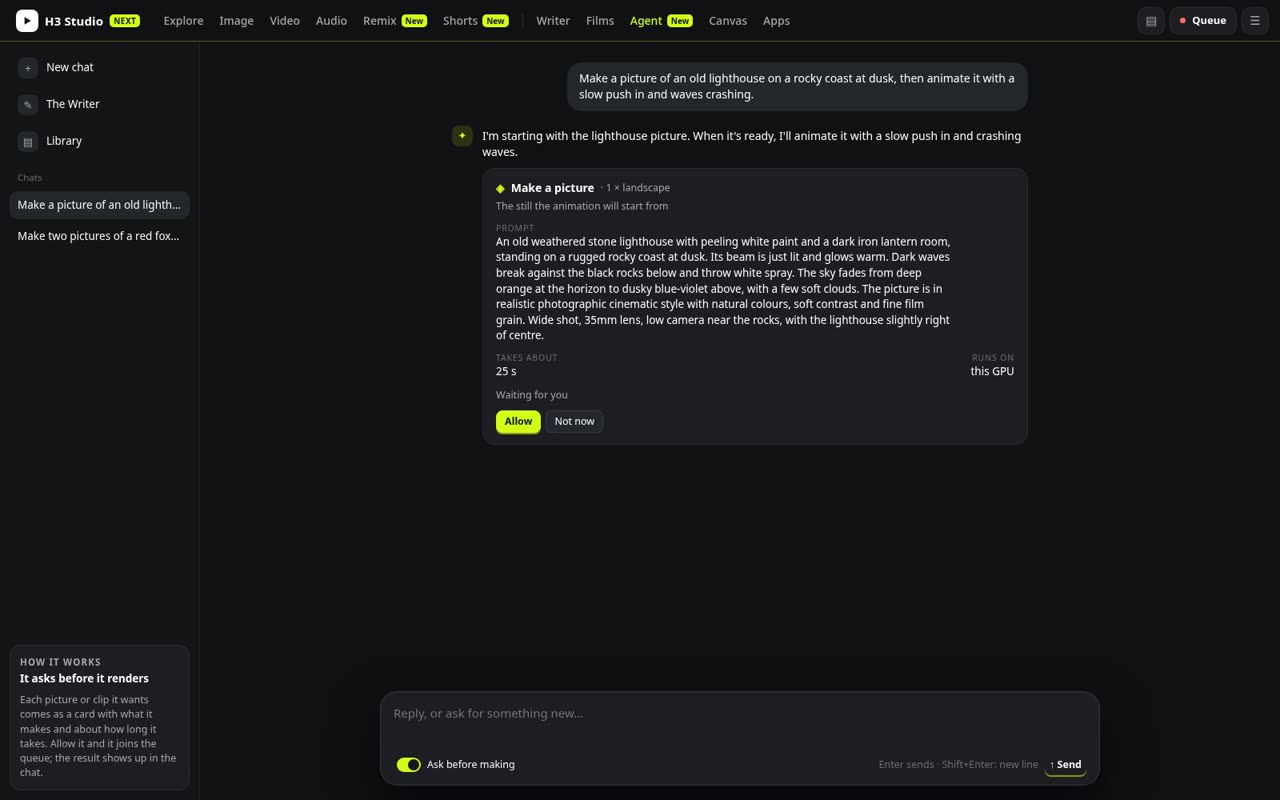 H3 Studio NEXT Explore Image Video Audio Remix New Shorts New Writer Films Agent New Canvas Apps Queue
New chat
The Writer
Library
Chats
Make a picture of an old lighth...
Make two pictures of a red fox...
HOW IT WORKS
It asks before it renders
Each picture or clip it wants
comes as a card with what it
makes and about how long it
takes. Allow it and it joins the
queue; the result shows up in the
chat.
Make a picture of an old lighthouse on a rocky coast at dusk, then animate it with a
slow push in and waves crashing.
I'm starting with the lighthouse picture. When it's ready, I'll animate it with a slow push in and crashing
waves.
Make a picture · 1 × landscape
The still the animation will start from
PROMPT
An old weathered stone lighthouse with peeling white paint and a dark iron lantern room,
standing on a rugged rocky coast at dusk. Its beam is just lit and glows warm. Dark waves
break against the black rocks below and throw white spray. The sky fades from deep
orange at the horizon to dusky blue-violet above, with a few soft clouds. The picture is in
realistic photographic cinematic style with natural colours, soft contrast and fine film
grain. Wide shot, 35mm lens, low camera near the rocks, with the lighthouse slightly right
of centre.
TAKES ABOUT RUNS ON
25 s this GPU
Waiting for you
Allow Not now
Reply, or ask for something new...
Ask before making Enter sends · Shift+Enter: new line ↑ Send